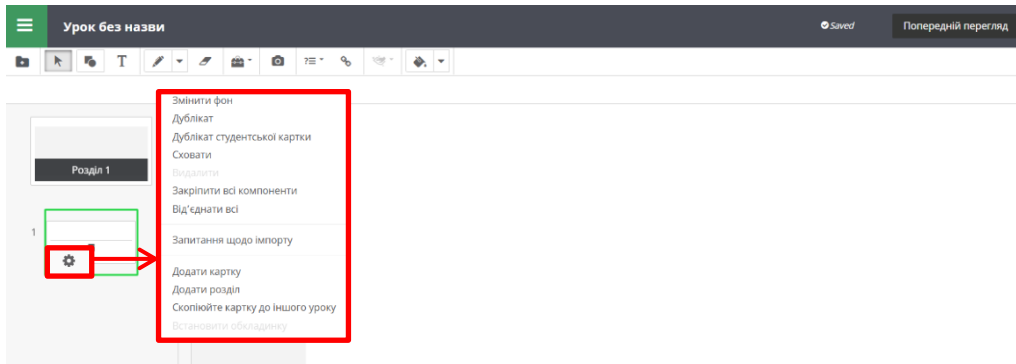 Урок без назви
Saved
Попередній перегляд
T
?
Змінити фон
Дублікат
Дублікат студентської картки
Сховати
Видалити
Закріпити всі компоненти
Від'єднати всі
Розділ 1
1
Запитання щодо імпорту
Додати картку
Додати розділ
Скопіюйте картку до іншого уроку
Встановити обкладинку